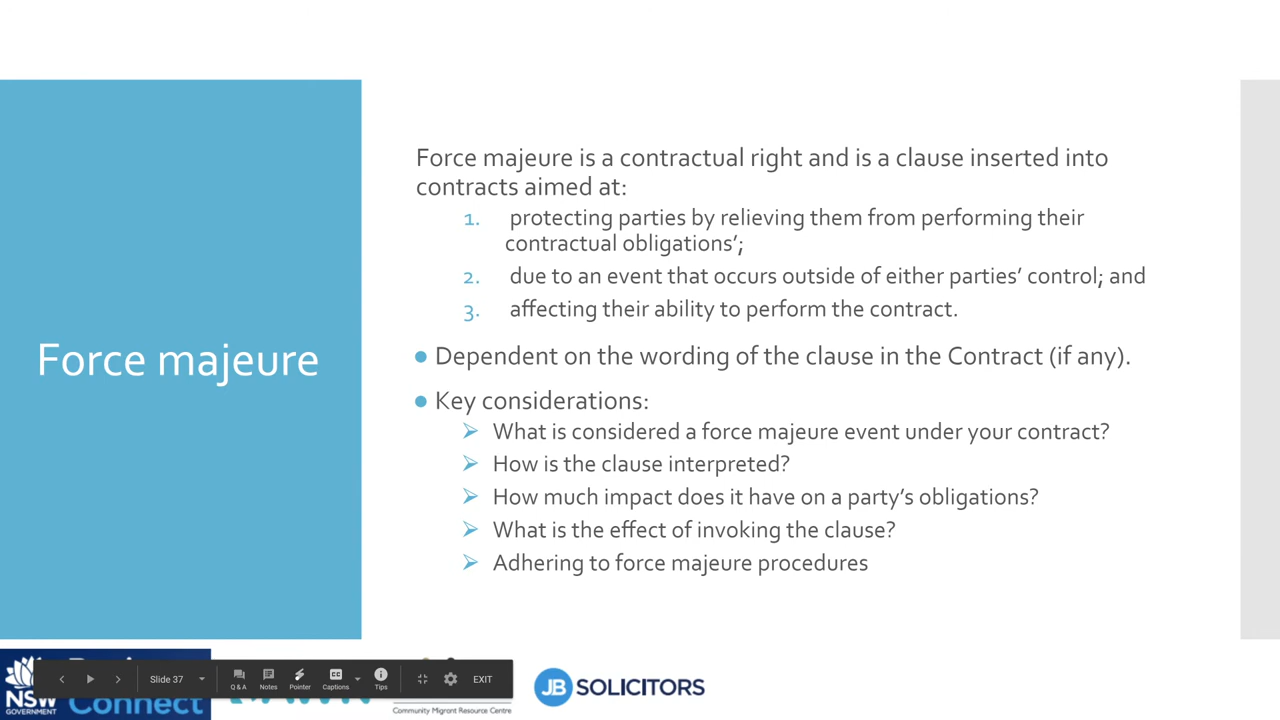 Force majeure
Force majeure is a contractual right and is a clause inserted into
contracts aimed at:
1. protecting parties by relieving them from performing their
contractual obligations’;
2. due to an event that occurs outside of either parties’ control; and
3. affecting their ability to perform the contract.
● Dependent on the wording of the clause in the Contract (if any).
● Key considerations:
➢ What is considered a force majeure event under your contract?
➢ How is the clause interpreted?
➢ How much impact does it have on a party’s obligations?
➢ What is the effect of invoking the clause?
➢ Adhering to force majeure procedures
Slide 37
Q & A
Notes
Pointer
CC
Captions
Tips
EXIT
NSW
GOVERNMENT
Connect
Community Migrant Resource Centre
JB SOLICITORS